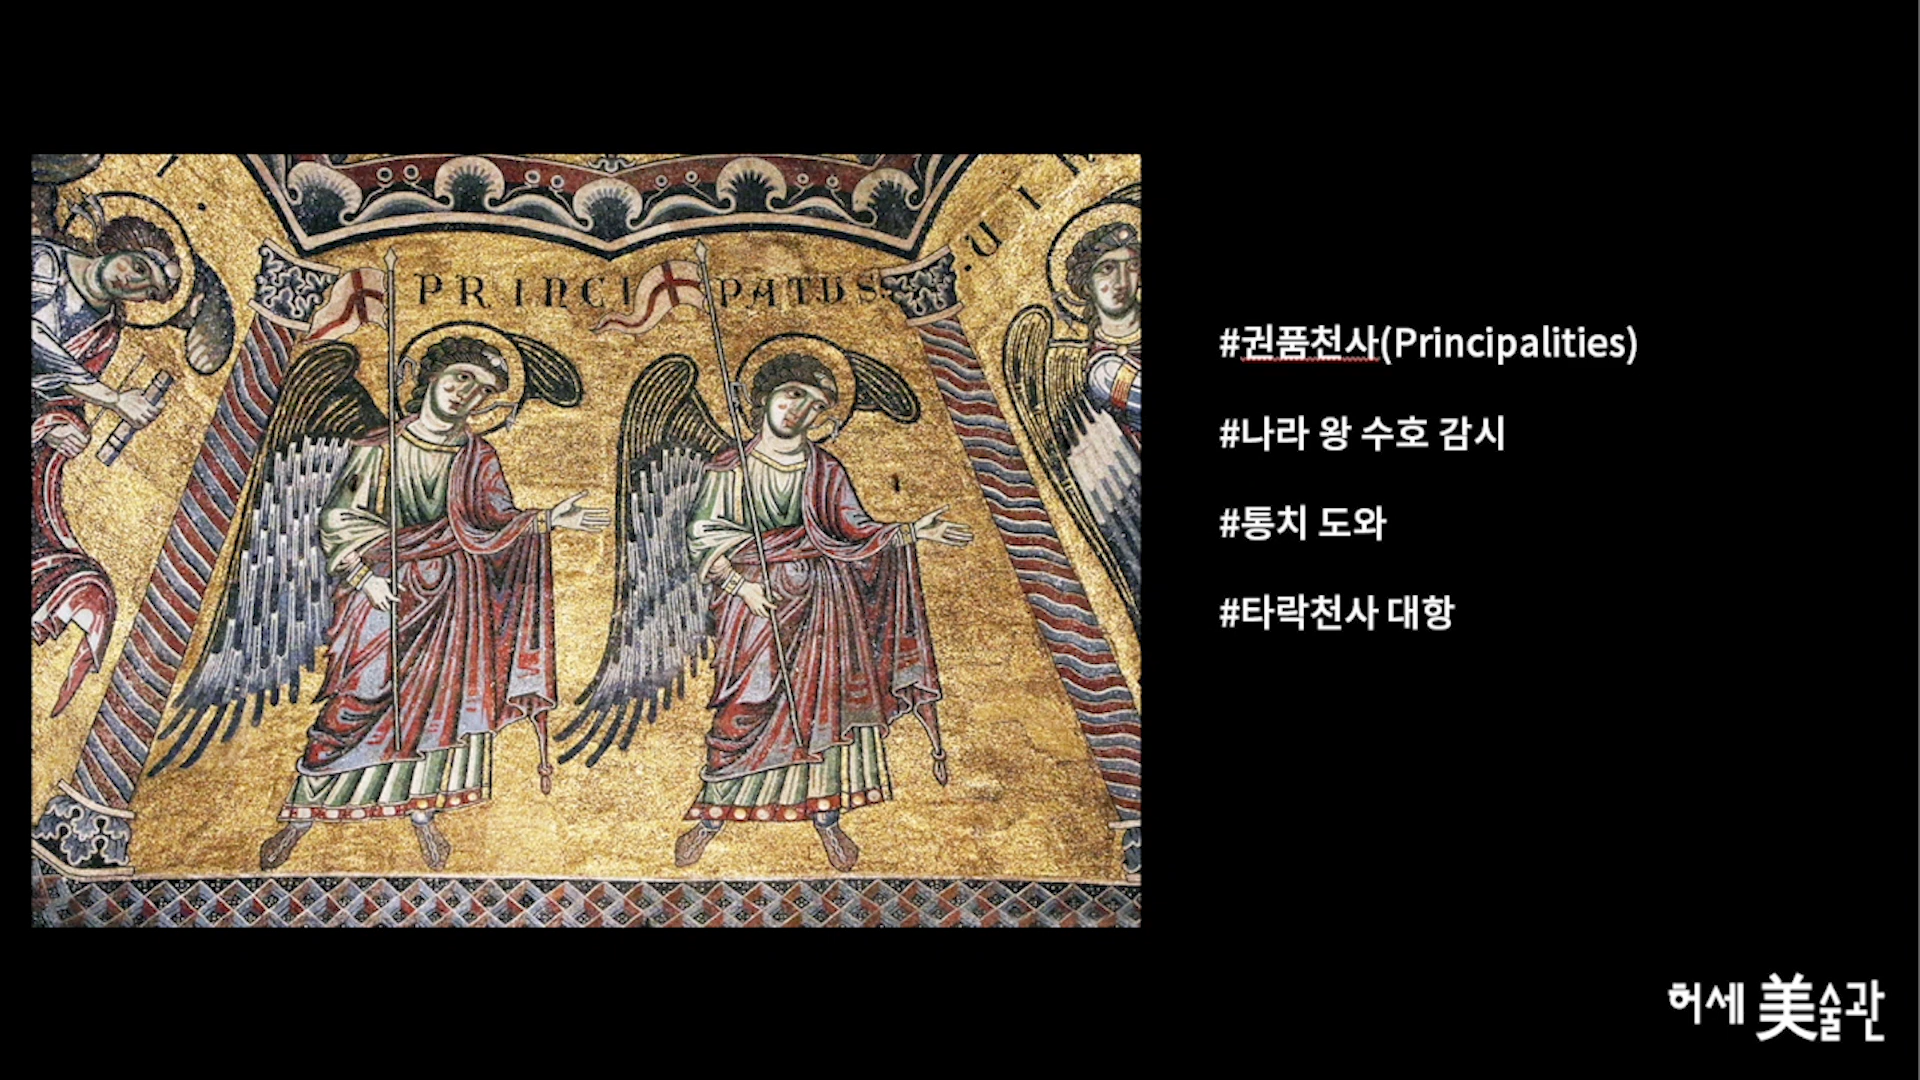 PRINCIPATUS
.UI
#권품천사(Principalities)
#나라 왕 수호 감시
#통치 도와
#타락천사 대항
허세 美술관